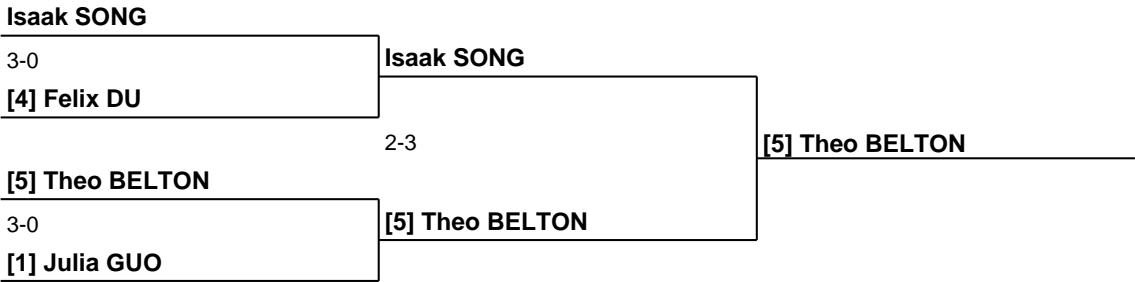 Isaak SONG
3-0
Isaak SONG
[4] Felix DU
2-3
[5] Theo BELTON
[5] Theo BELTON
3-0
[5] Theo BELTON
[1] Julia GUO